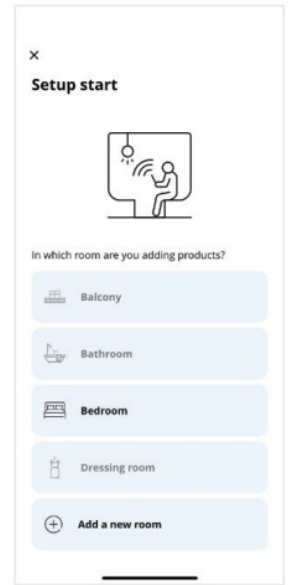 Setup start
In which room are you adding products?
Balcony
Bathroom
Bedroom
Dressing room
Add a new room